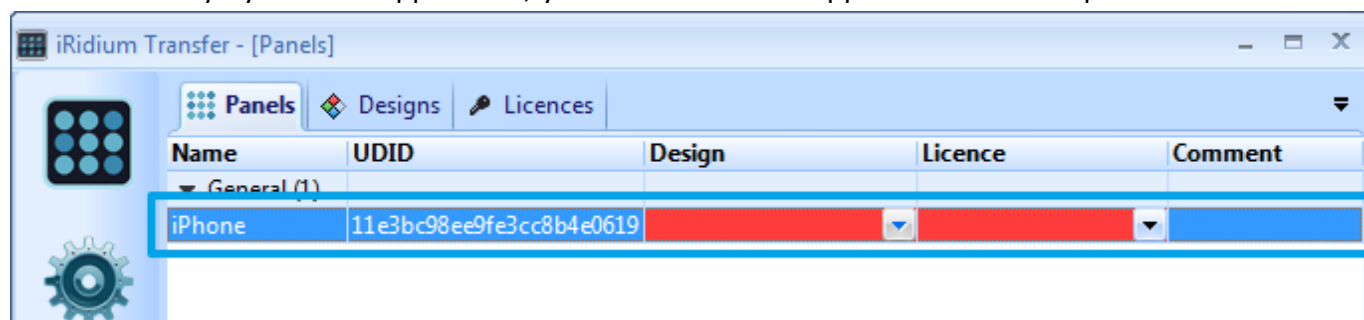 iRidium Transfer - [Panels]
Panels Designs Licences
Name UDID Design Licence Comment
General (1)
iPhone 11e3bc98ee9fe3cc8b4e0619